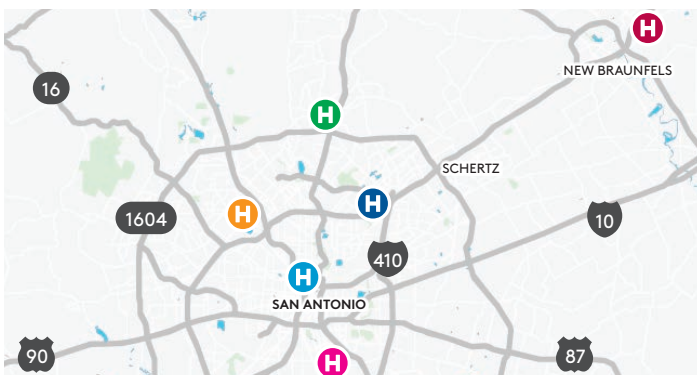 H
NEW BRAUNFELS
16
H
SCHERTZ
H
H
1604
10
410
H
SAN ANTONIO
90
H
87